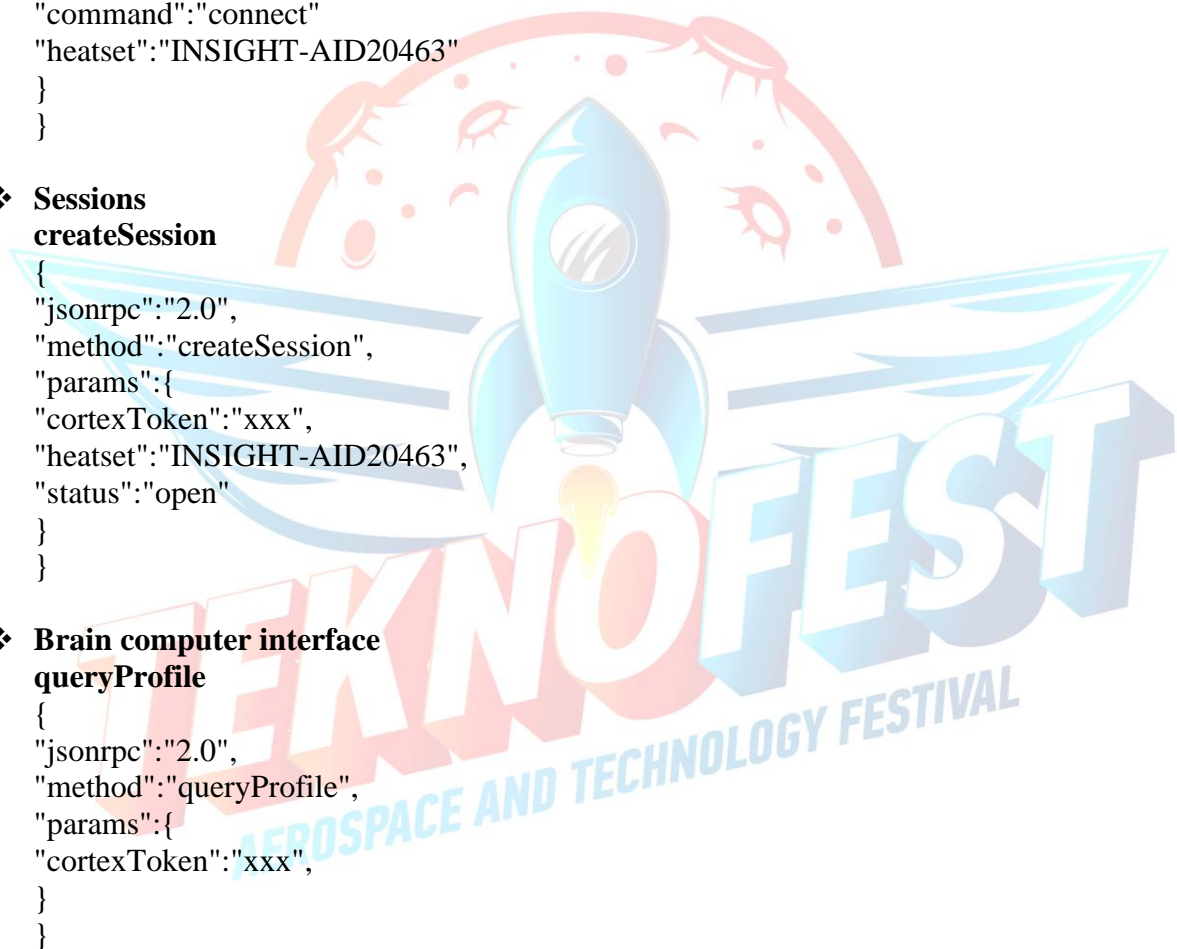 "command":"connect"
"heatset":"INSIGHT-AID20463"
}
}
❖ Sessions
createSession
{
"jsonrpc":"2.0",
"method":"createSession",
"params":{
"cortexToken":"xxx",
"heatset":"INSIGHT-AID20463",
"status":"open"
}
}
❖ Brain computer interface
queryProfile
{
"jsonrpc":"2.0",
"method":"queryProfile",
"params":{
"cortexToken":"xxx",
}
}
TEKNOFEST
AEROSPACE AND TECHNOLOGY FESTIVAL